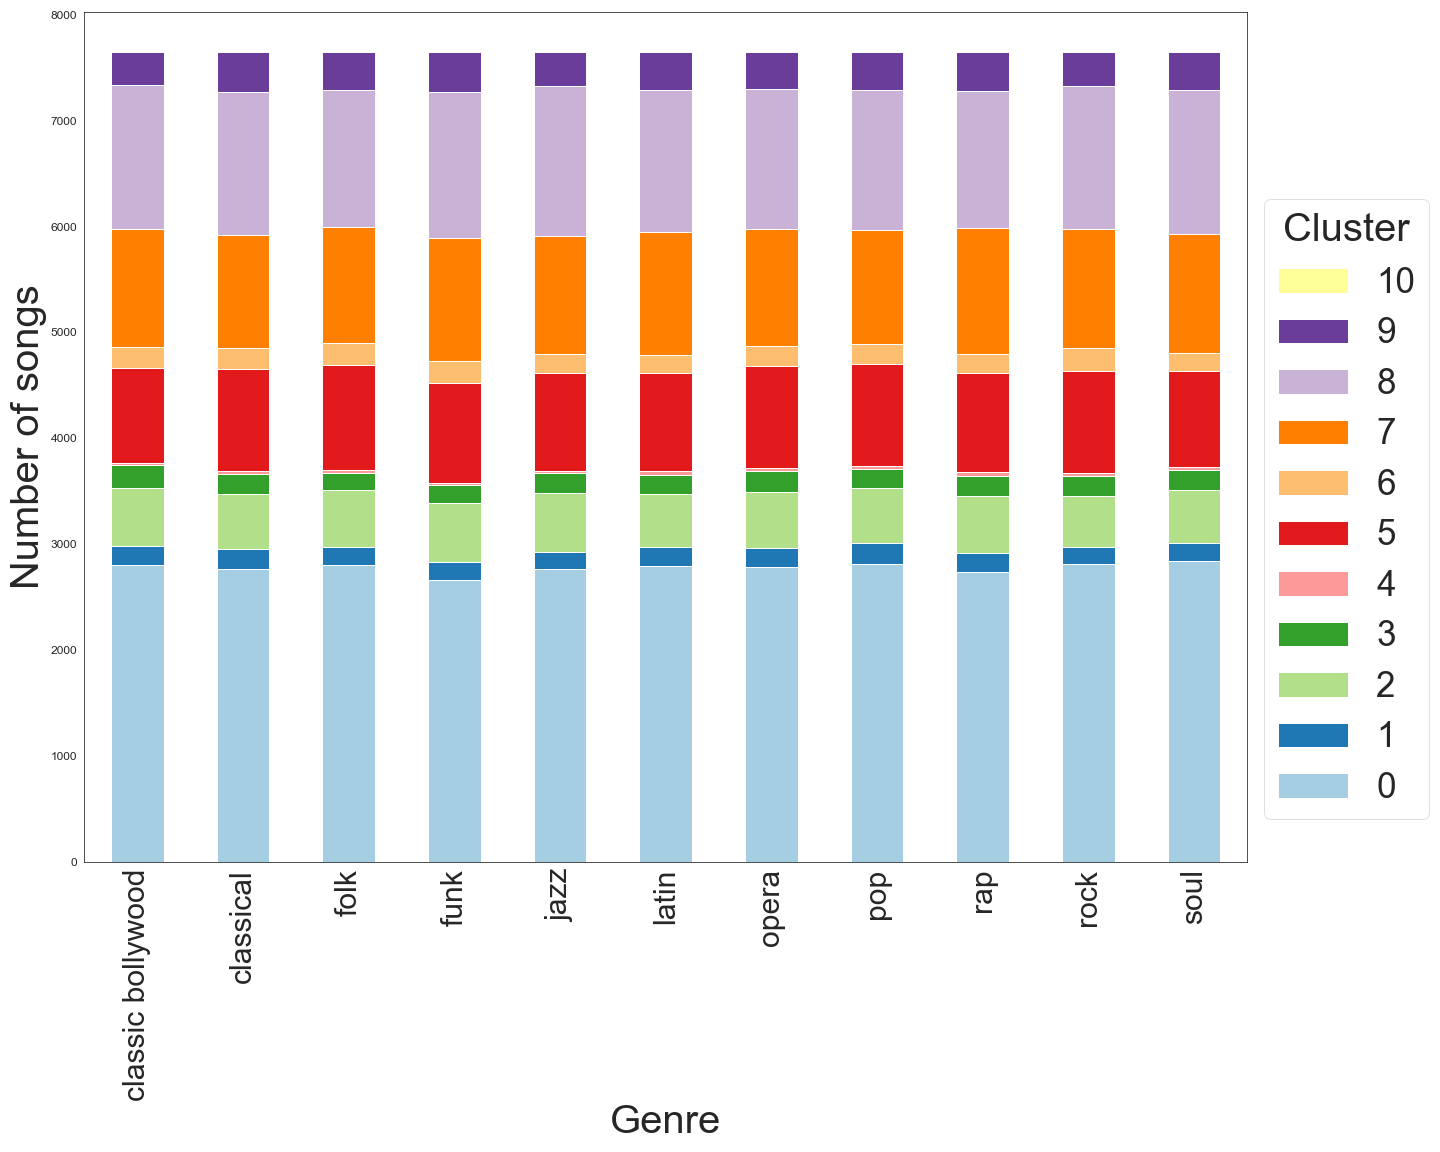 8000
7000
6000
5000
4000
3000
2000
1000
0
Number of songs
classic bollywood
classical
folk
funk
jazz
latin
opera
pop
rap
rock
soul
Genre
Cluster
10
9
8
7
6
5
4
3
2
1
0